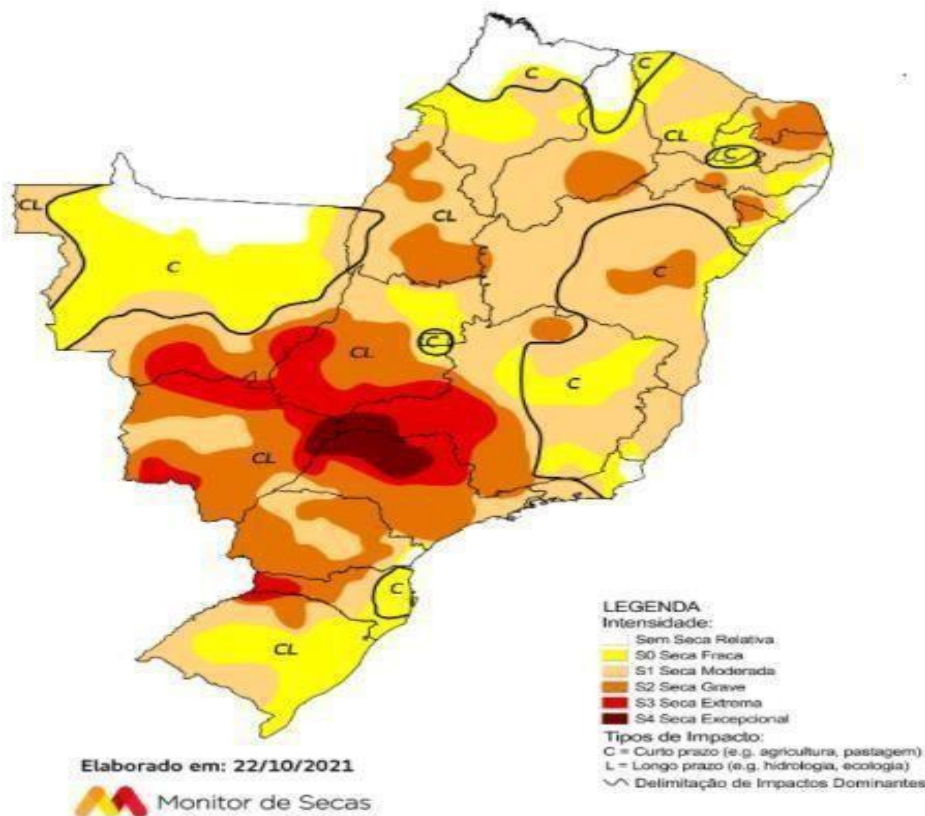 C
C
CL
C
CL
CL
C
C
C
CL
C
CL
C
CL
LEGENDA
Intensidade:
Sem Seca Relativa
S0 Seca Fraca
S1 Seca Moderada
S2 Seca Grave
S3 Seca Extrema
S4 Seca Excepcional
Tipos de Impacto:
C = Curto prazo (e.g. agricultura, pastagem)
L = Longo prazo (e.g. hidrologia, ecologia)
Delimitação de Impactos Dominantes
Elaborado em: 22/10/2021
Monitor de Secas